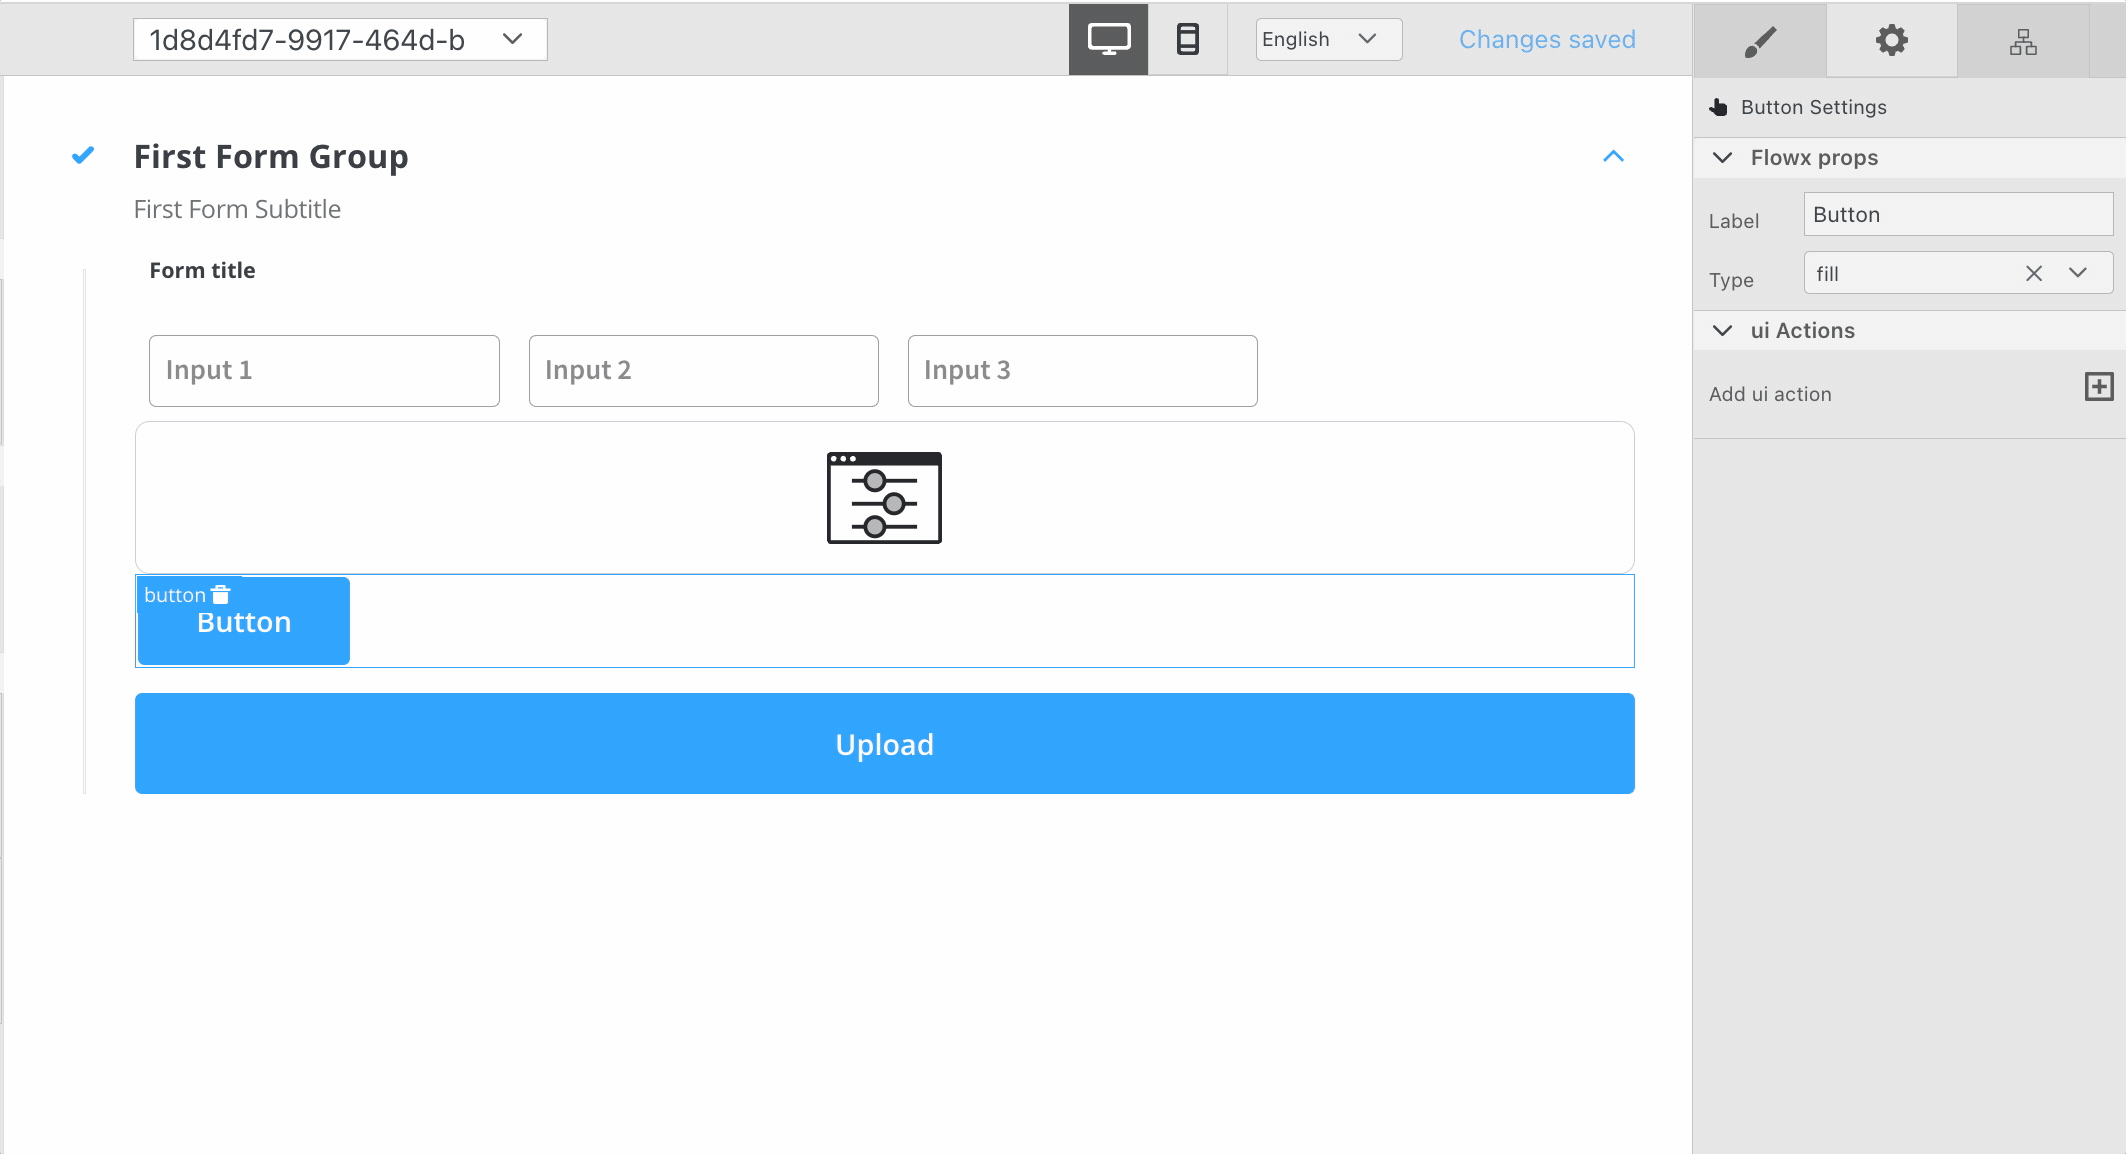 1d8d4fd7-9917-464d-b
English
Changes saved
First Form Group
First Form Subtitle
Form title
Input 1
Input 2
Input 3
button
Button
Upload
Button Settings
Flowx props
Label
Button
Type
fill
ui Actions
Add ui action